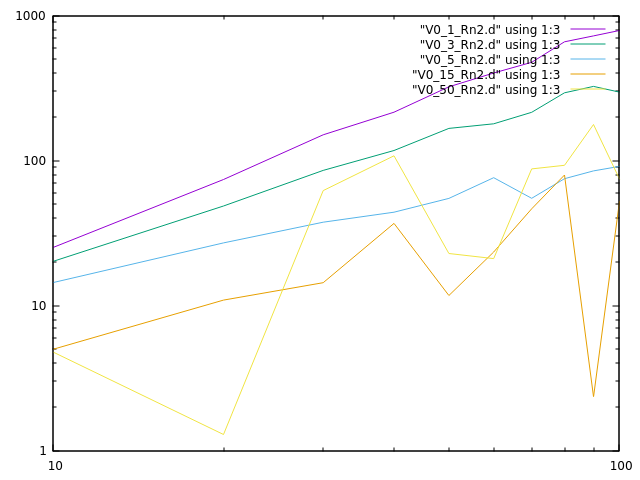 1000
100
10
1
10
100
"V0_1_Rn2.d" using 1:3
"V0_3_Rn2.d" using 1:3
"V0_5_Rn2.d" using 1:3
"V0_15_Rn2.d" using 1:3
"V0_50_Rn2.d" using 1:3